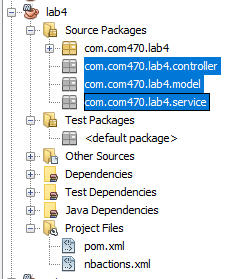 lab4
Source Packages
com.com470.lab4
com.com470.lab4.controller
com.com470.lab4.model
com.com470.lab4.service
Test Packages
<default package>
Other Sources
Dependencies
Test Dependencies
Java Dependencies
Project Files
pom.xml
nbactions.xml